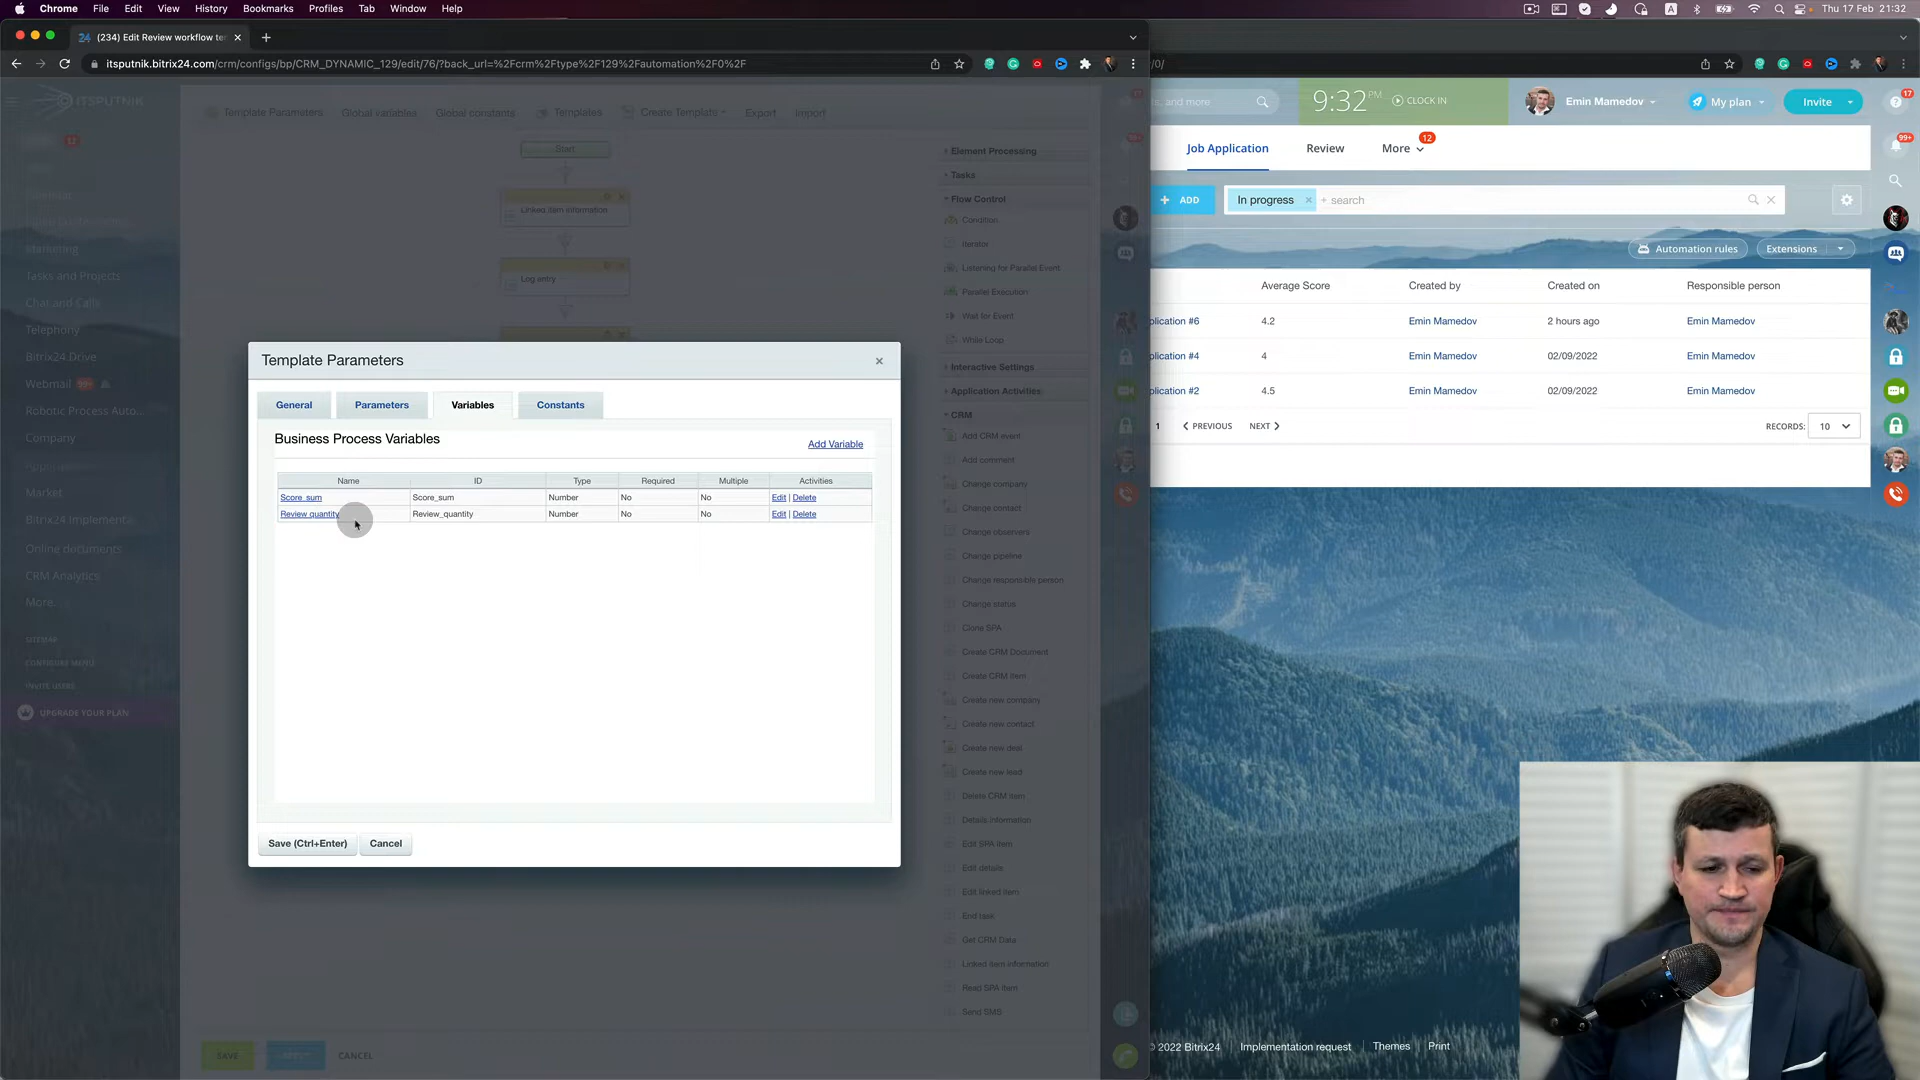 Chrome File Edit View History Bookmarks Profiles Tab Window Help
A Thu 17 Feb 21:32
24 (234) Edit Review workflow te
itsputnik.bitrix24.com/crm/configs/bp/CRM_DYNAMIC_129/edit/76/?back_url=%2Fcrm%2Ftype%2F129%2Fautomation%2F0%2F
/0/
ITSPUTNIK
Template Parameters Global variables Global constants Templates Create Template Export Import
Start
Linked item information
Log entry
Marketing
Tasks and Projects
Chat and Calls
Telephony
Bitrix24.Drive
Webmail 99+
Robotic Process Auto...
Company
Market
Bitrix24 Implement
Online documents
CRM Analytics
More...
SITEMAP
CONFIGURE MENU
INVITE USERS
UPGRADE YOUR PLAN
Element Processing
Tasks
Flow Control
Condition
Iterator
Listening for Parallel Event
Parallel Execution
Wait for Event
While Loop
Interactive Settings
Application Activities
CRM
Add CRM event
Add comment
Change company
Change contact
Change observers
Change pipeline
Change responsible person
Change status
Clone SPA
Create CRM Document
Create CRM item
Create new company
Create new contact
Create new deal
Create new lead
Delete CRM item
Details information
Edit SPA item
Edit details
Edit linked item
End task
Get CRM Data
Linked item information
Read SPA item
Send SMS
Template Parameters
General Parameters Variables Constants
Business Process Variables
Add Variable
Name ID Type Required Multiple Activities
Score_sum Score_sum Number No No Edit | Delete
Review quantity Review_quantity Number No No Edit | Delete
Save (Ctrl+Enter) Cancel
SAVE CANCEL
ts, and more
9:32 PM CLOCK IN
Emin Mamedov
My plan
Invite
17
Job Application Review More 12
99+
+ ADD
In progress × + search
Automation rules Extensions
Average Score Created by Created on Responsible person
plication #6 4.2 Emin Mamedov 2 hours ago Emin Mamedov
plication #4 4 Emin Mamedov 02/09/2022 Emin Mamedov
plication #2 4.5 Emin Mamedov 02/09/2022 Emin Mamedov
1 PREVIOUS NEXT RECORDS: 10
© 2022 Bitrix24 Implementation request Themes Print